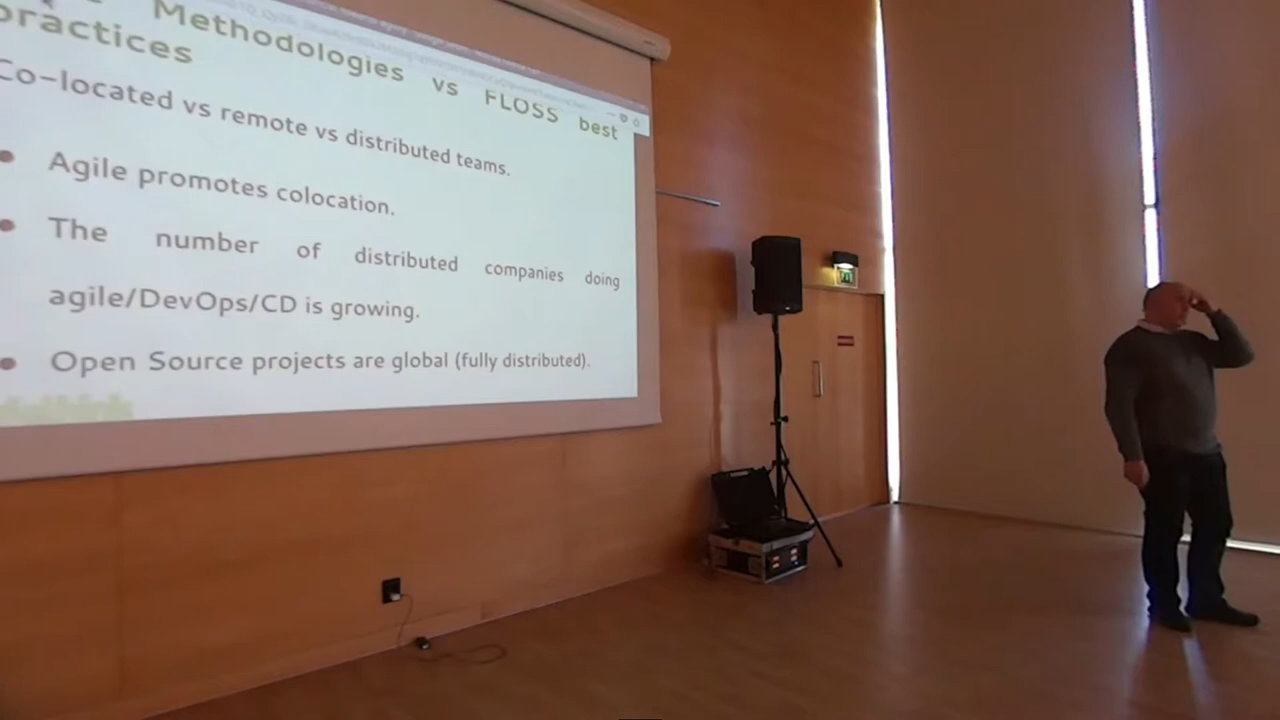 Methodologies vs FLOSS best
practices
Co-located vs remote vs distributed teams.
Agile promotes colocation.
The number of distributed companies doing
agile/DevOps/CD is growing.
Open Source projects are global (fully distributed).